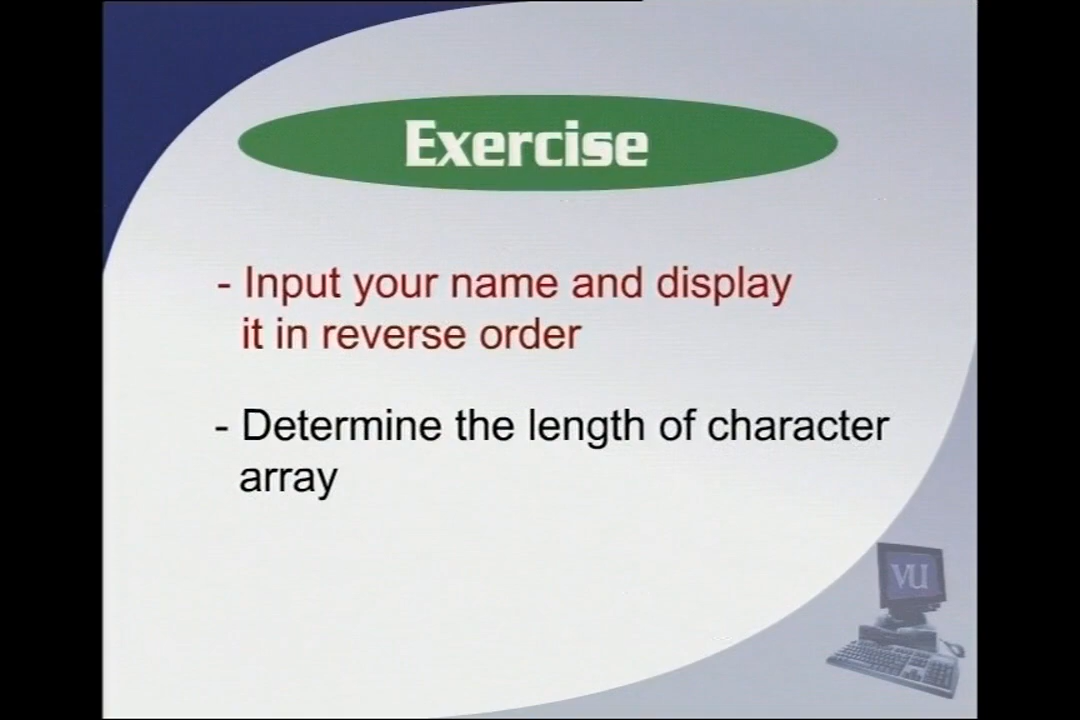 Exercise
- Input your name and display
it in reverse order
- Determine the length of character
array
VU